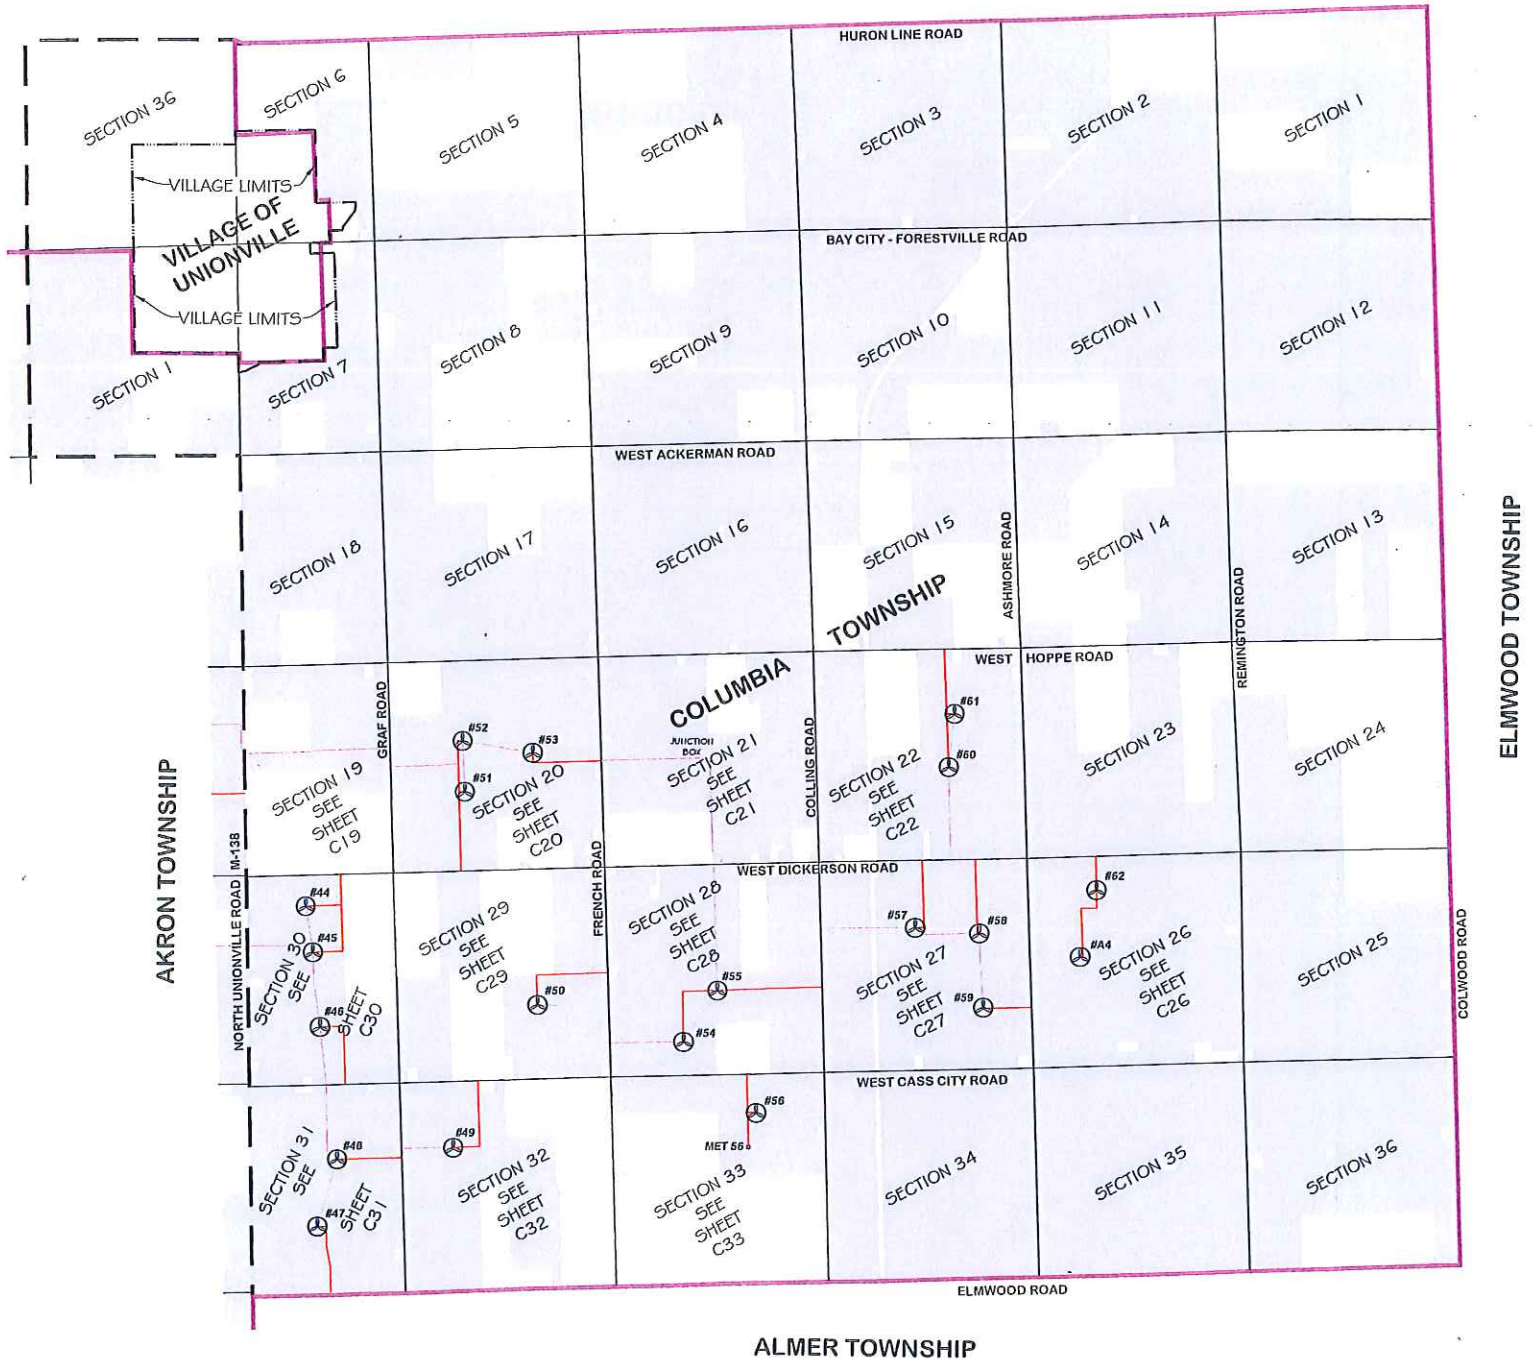 HURON LINE ROAD
SECTION 36
SECTION 6
SECTION 5
SECTION 4
SECTION 3
SECTION 2
SECTION 1
VILLAGE LIMITS
VILLAGE OF
UNIONVILLE
VILLAGE LIMITS
BAY CITY - FORESTVILLE ROAD
SECTION 1
SECTION 7
SECTION 8
SECTION 9
SECTION 10
SECTION 11
SECTION 12
WEST ACKERMAN ROAD
SECTION 18
SECTION 17
SECTION 16
SECTION 15
ASHMORE ROAD
SECTION 14
REMINGTON ROAD
SECTION 13
ELMWOOD TOWNSHIP
COLUMBIA TOWNSHIP
WEST HOPPE ROAD
AKRON TOWNSHIP
GRAF ROAD
SECTION 19
SEE
SHEET
C19
#52
#53
#51
SECTION 20
SEE
SHEET
C20
JUNCTION
BOX
SECTION 21
SEE
SHEET
C21
COLLING ROAD
#61
#60
SECTION 22
SEE
SHEET
C22
SECTION 23
SECTION 24
NORTH UNIONVILLE ROAD M-138
FRENCH ROAD
WEST DICKERSON ROAD
#44
#45
SECTION 30
SEE
SHEET
C30
#46
SECTION 29
SEE
SHEET
C29
#50
SECTION 28
SEE
SHEET
C28
#55
#54
#57
#58
SECTION 27
SEE
SHEET
C27
#59
#62
#A4
SECTION 26
SEE
SHEET
C26
SECTION 25
COLWOOD ROAD
WEST CASS CITY ROAD
SECTION 31
SEE
SHEET
C31
#48
#47
#49
SECTION 32
SEE
SHEET
C32
#56
MET 56
SECTION 33
SEE
SHEET
C33
SECTION 34
SECTION 35
SECTION 36
ELMWOOD ROAD
ALMER TOWNSHIP